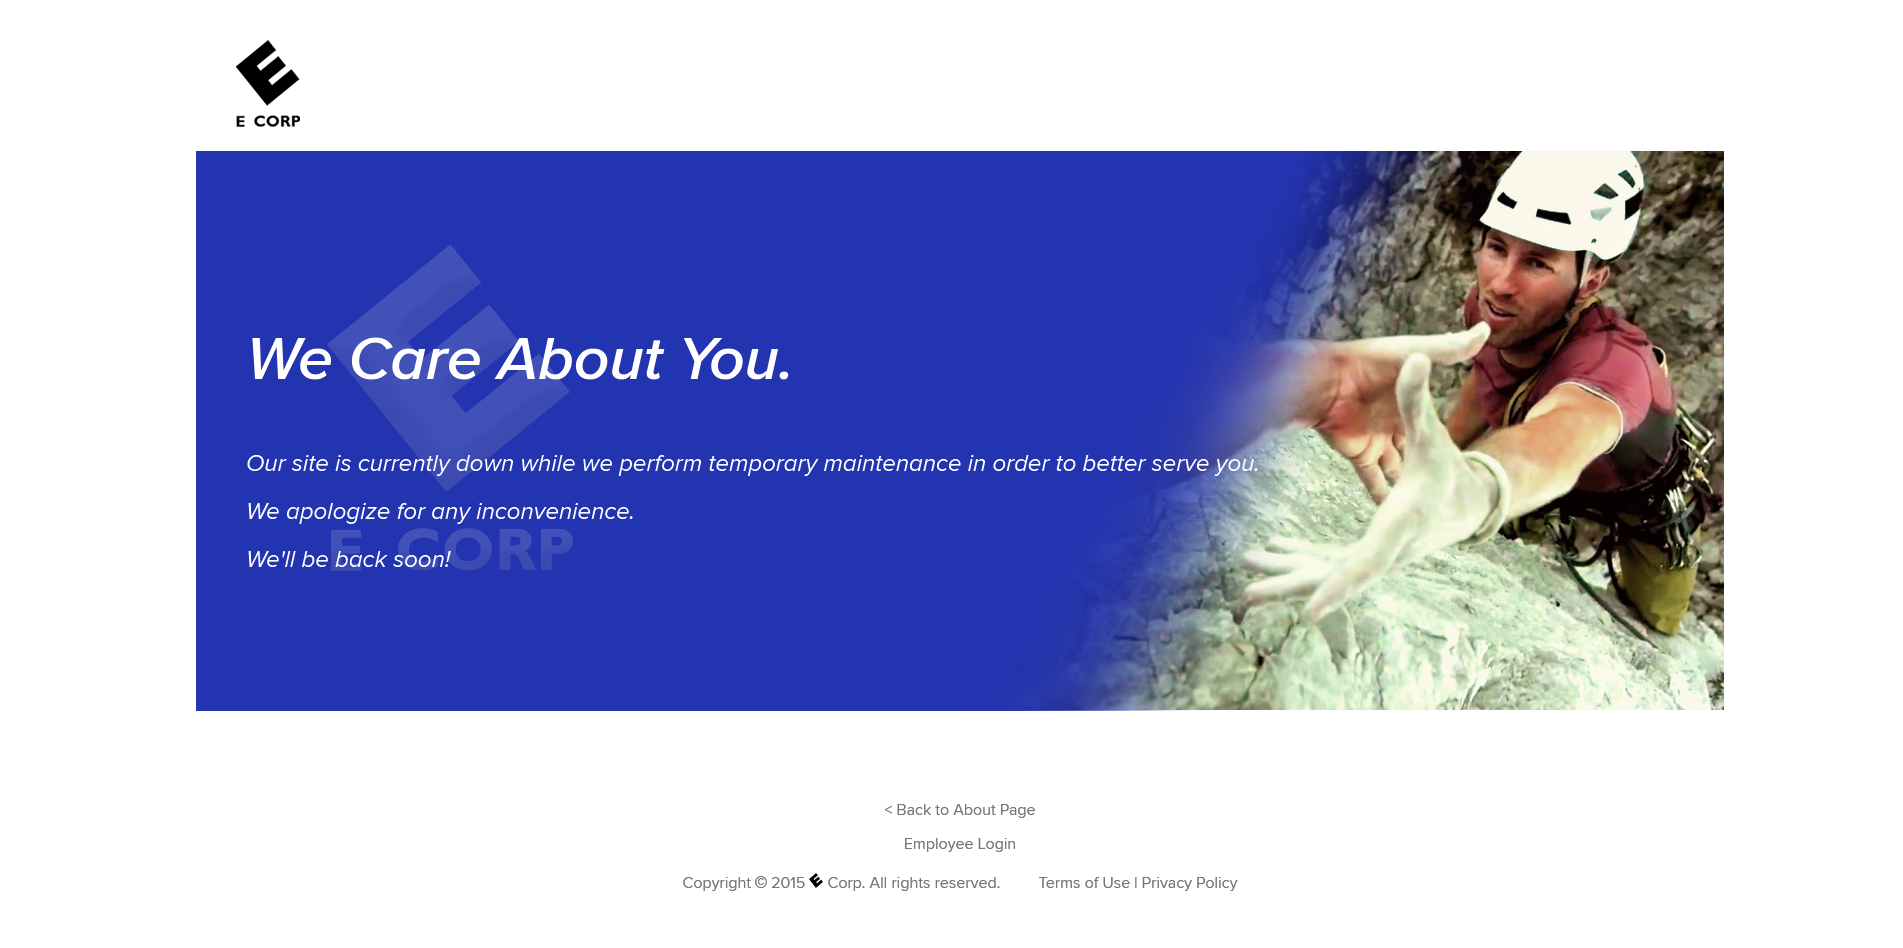 E CORP
We Care About You.
Our site is currently down while we perform temporary maintenance in order to better serve you.
We apologize for any inconvenience.
E CORP
We'll be back soon!
< Back to About Page
Employee Login
Copyright © 2015 E Corp. All rights reserved. Terms of Use | Privacy Policy